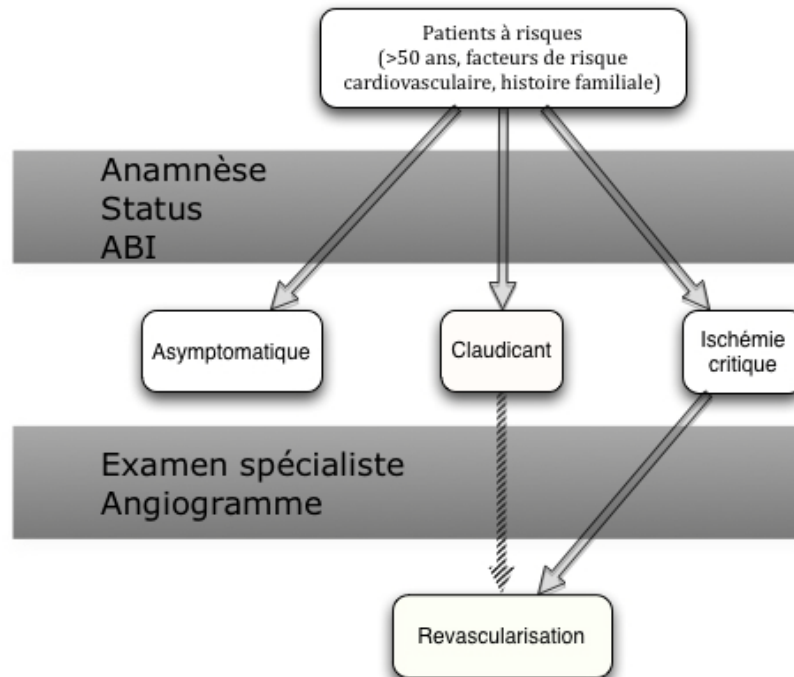 Patients à risques
(>50 ans, facteurs de risque
cardiovasculaire, histoire familiale)
Anamnèse
Status
ABI
Asymptomatique
Claudicant
Ischémie
critique
Examen spécialiste
Angiogramme
Revascularisation